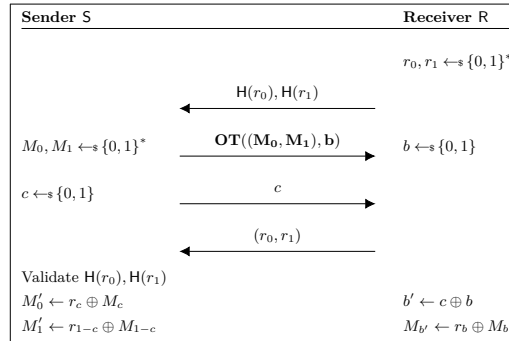 Sender S Receiver R
r₀, r₁ ←$ {0, 1}*
H(r₀), H(r₁)
M₀, M₁ ←$ {0, 1}* OT((M₀, M₁), b) b ←$ {0, 1}
c ←$ {0, 1} c
(r₀, r₁)
Validate H(r₀), H(r₁)
M′₀ ← r_c ⊕ M_c b′ ← c ⊕ b
M′₁ ← r_{1−c} ⊕ M_{1−c} M_{b′} ← r_b ⊕ M_b